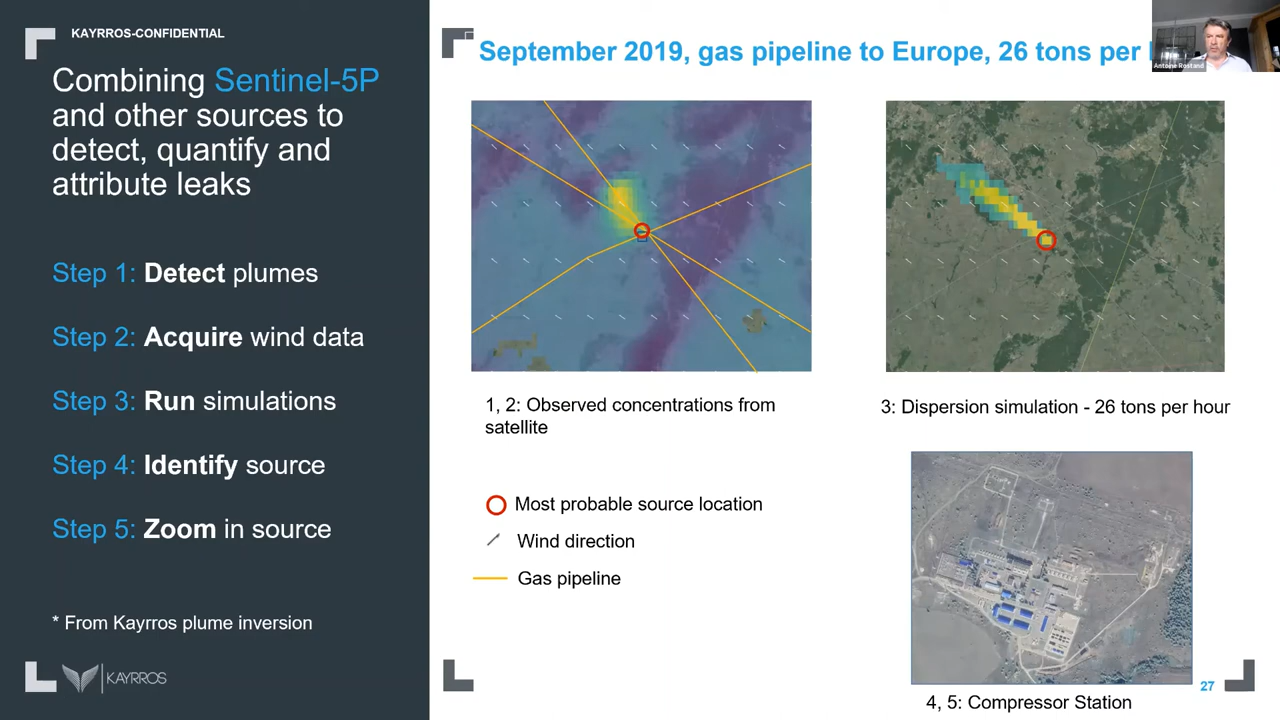 KAYRROS-CONFIDENTIAL
Combining Sentinel-5P
and other sources to
detect, quantify and
attribute leaks
Step 1: Detect plumes
Step 2: Acquire wind data
Step 3: Run simulations
Step 4: Identify source
Step 5: Zoom in source
* From Kayrros plume inversion
KAYRROS
September 2019, gas pipeline to Europe, 26 tons per
Antoine Rostand
1, 2: Observed concentrations from
satellite
3: Dispersion simulation - 26 tons per hour
Most probable source location
Wind direction
Gas pipeline
4, 5: Compressor Station
27